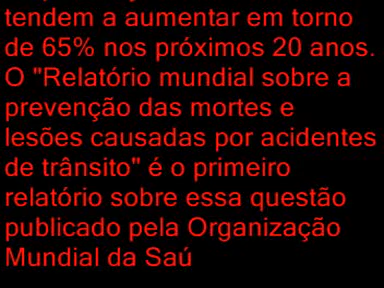 tendem a aumentar em torno
de 65% nos próximos 20 anos.
O "Relatório mundial sobre a
prevenção das mortes e
lesões causadas por acidentes
de trânsito" é o primeiro
relatório sobre essa questão
publicado pela Organização
Mundial da Saú